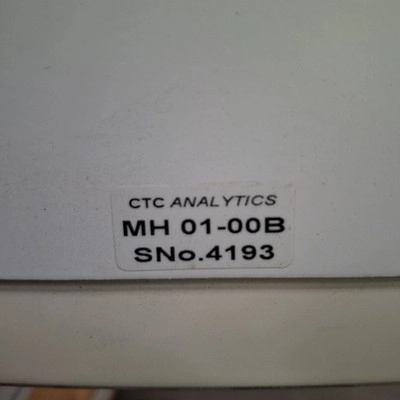 CTC ANALYTICS
MH 01-00B
SNo.4193